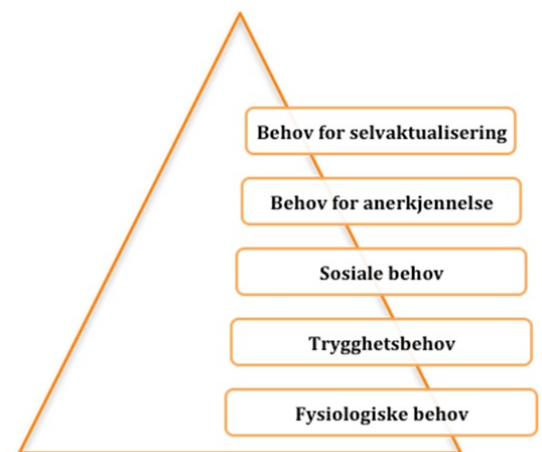 Behov for selvaktualisering
Behov for anerkjennelse
Sosiale behov
Trygghetsbehov
Fysiologiske behov